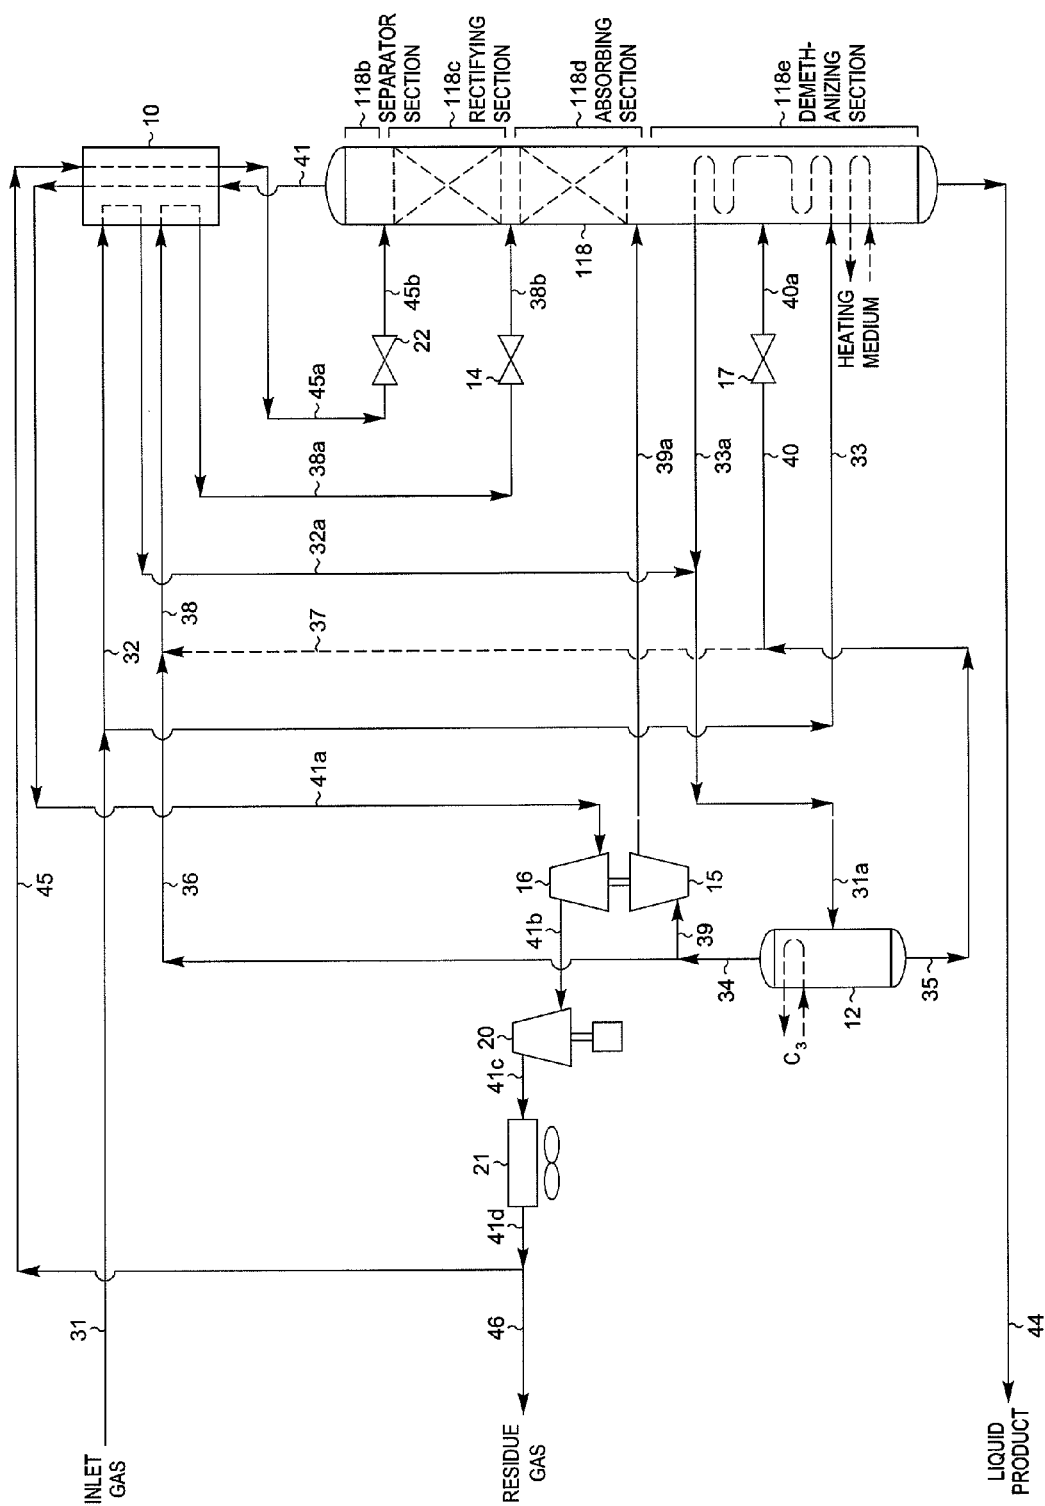 118b
SEPARATOR
SECTION
118c
RECTIFYING
SECTION
118d
ABSORBING
SECTION
118e
DEMETH-
ANIZING
SECTION
10
41
118
45b
22
38b
14
40a
17
HEATING
MEDIUM
45a
38a
39a
33a
40
33
32a
38
32
37
41a
45
36
16
15
41b
39
31a
34
12
35
C3
20
41c
21
41d
31
46
44
INLET
GAS
RESIDUE
GAS
LIQUID
PRODUCT